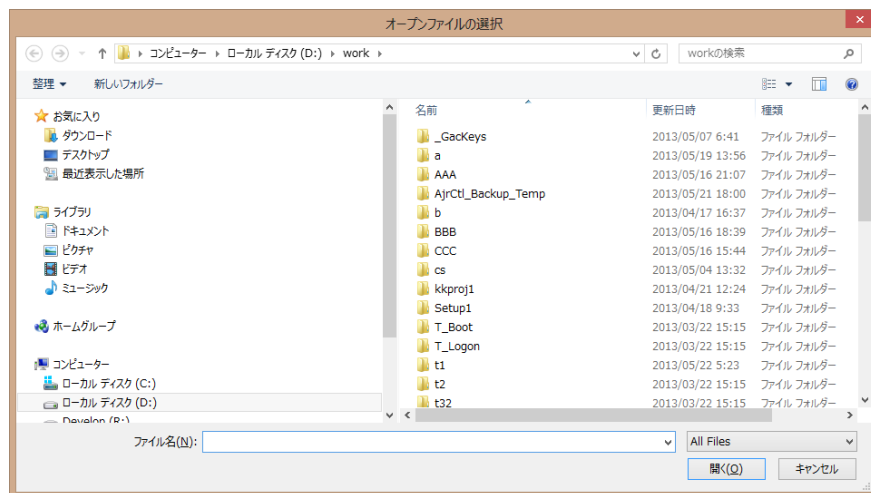 オープンファイルの選択
コンピューター ローカル ディスク (D:) work workの検索
整理 新しいフォルダー
お気に入り
ダウンロード
デスクトップ
最近表示した場所
ライブラリ
ドキュメント
ピクチャ
ビデオ
ミュージック
ホームグループ
コンピューター
ローカル ディスク (C:)
ローカル ディスク (D:)
Develon (R:)
名前 更新日時 種類
_GacKeys 2013/05/07 6:41 ファイル フォルダー
a 2013/05/19 13:56 ファイル フォルダー
AAA 2013/05/16 21:07 ファイル フォルダー
AjrCtl_Backup_Temp 2013/05/21 18:00 ファイル フォルダー
b 2013/04/17 16:37 ファイル フォルダー
BBB 2013/05/16 18:39 ファイル フォルダー
CCC 2013/05/16 15:44 ファイル フォルダー
cs 2013/05/04 13:32 ファイル フォルダー
kkproj1 2013/04/21 12:24 ファイル フォルダー
Setup1 2013/04/18 9:33 ファイル フォルダー
T_Boot 2013/03/22 15:15 ファイル フォルダー
T_Logon 2013/03/22 15:15 ファイル フォルダー
t1 2013/05/22 5:23 ファイル フォルダー
t2 2013/03/22 15:15 ファイル フォルダー
t32 2013/03/22 15:15 ファイル フォルダー
ファイル名(N): All Files
開く(O) キャンセル